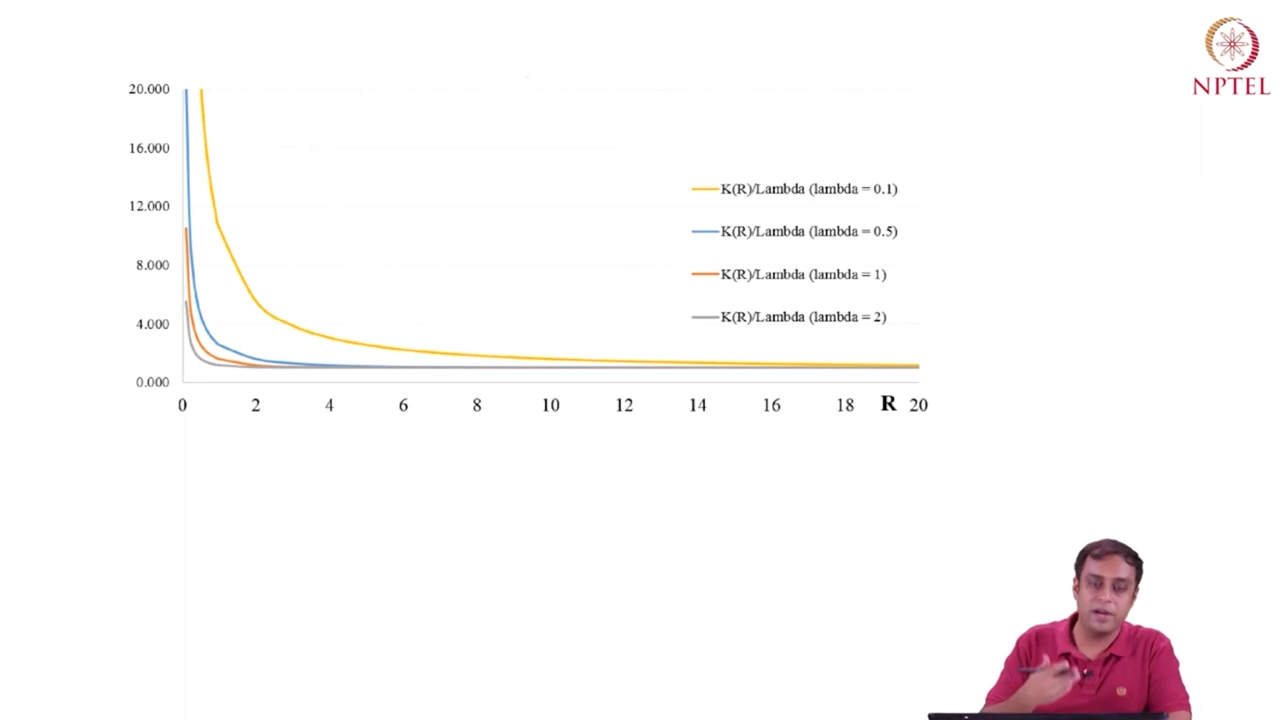 NPTEL
20.000
16.000
12.000
8.000
4.000
0.000
K(R)/Lambda (lambda = 0.1)
K(R)/Lambda (lambda = 0.5)
K(R)/Lambda (lambda = 1)
K(R)/Lambda (lambda = 2)
0 2 4 6 8 10 12 14 16 18 R 20